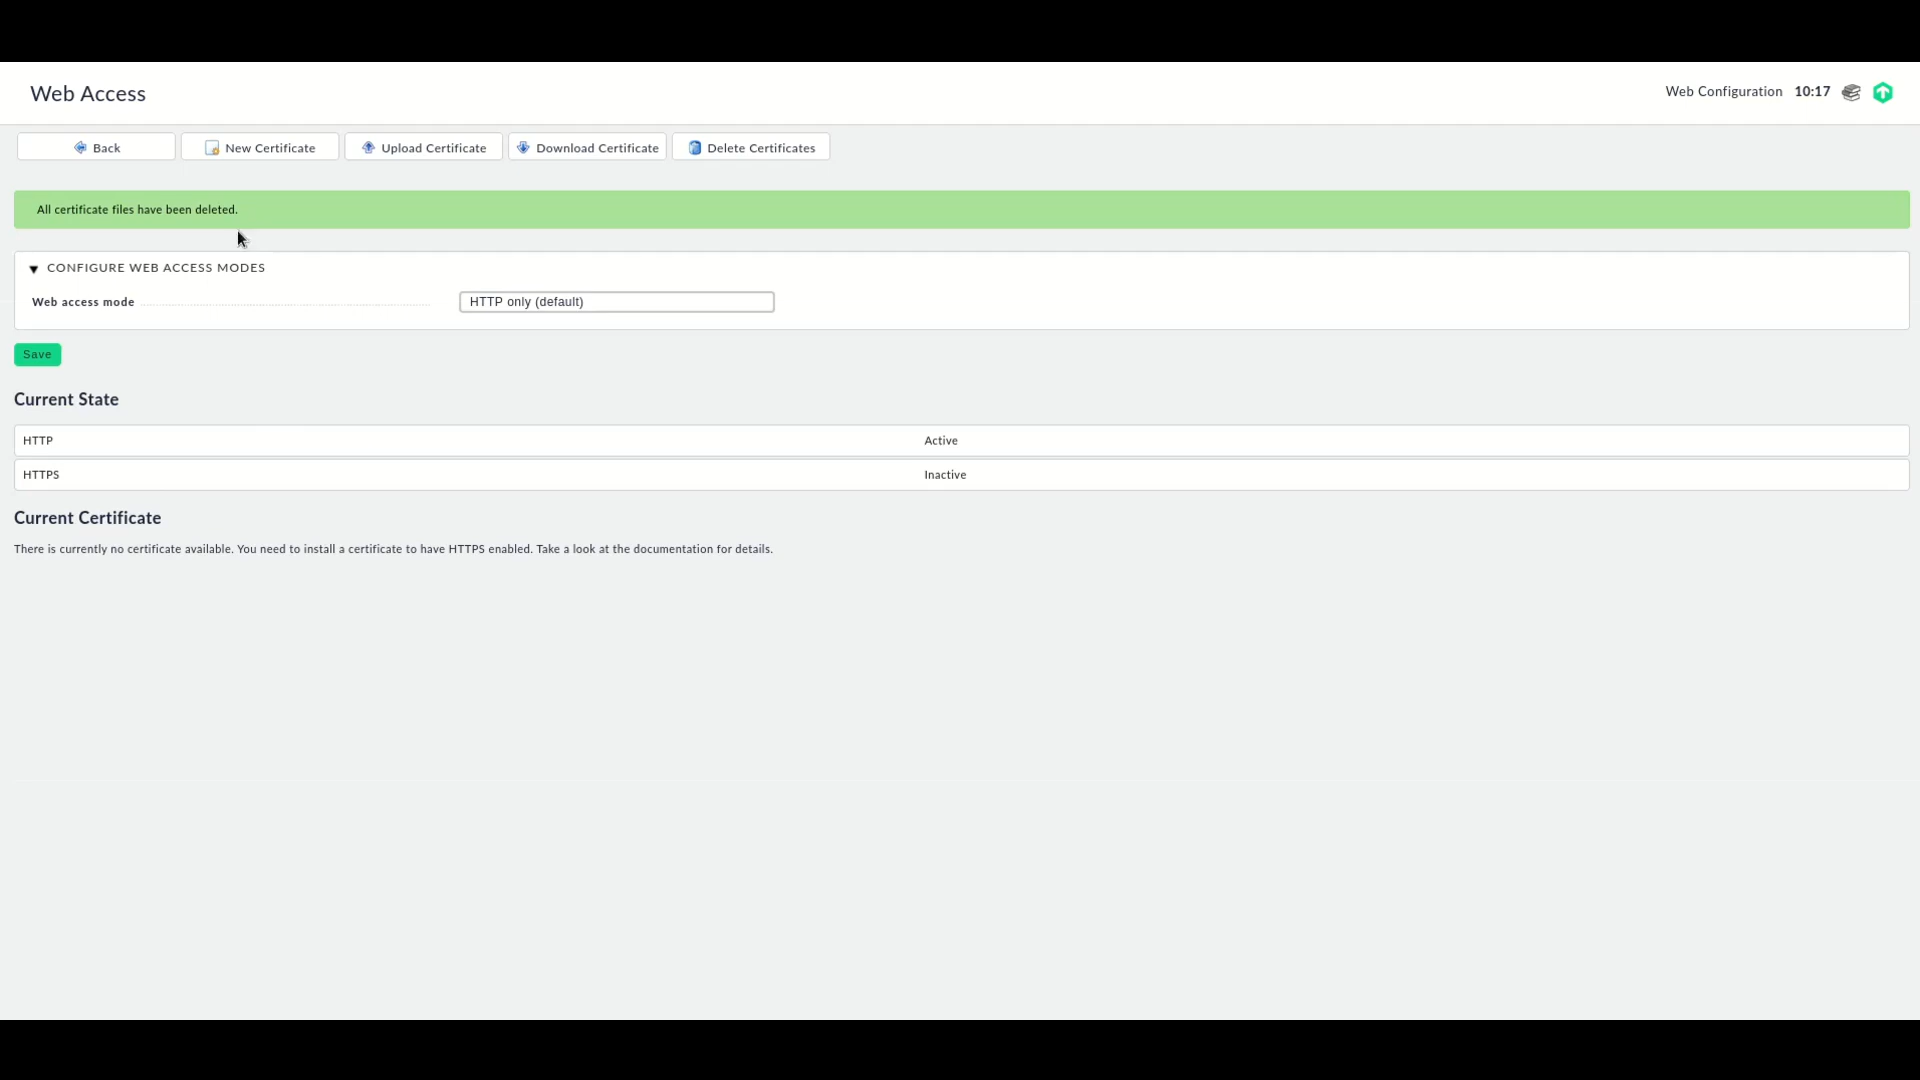 Web Access
Web Configuration 10:17
Back
New Certificate
Upload Certificate
Download Certificate
Delete Certificates
All certificate files have been deleted.
CONFIGURE WEB ACCESS MODES
Web access mode
HTTP only (default)
Save
Current State
HTTP Active
HTTPS Inactive
Current Certificate
There is currently no certificate available. You need to install a certificate to have HTTPS enabled. Take a look at the documentation for details.